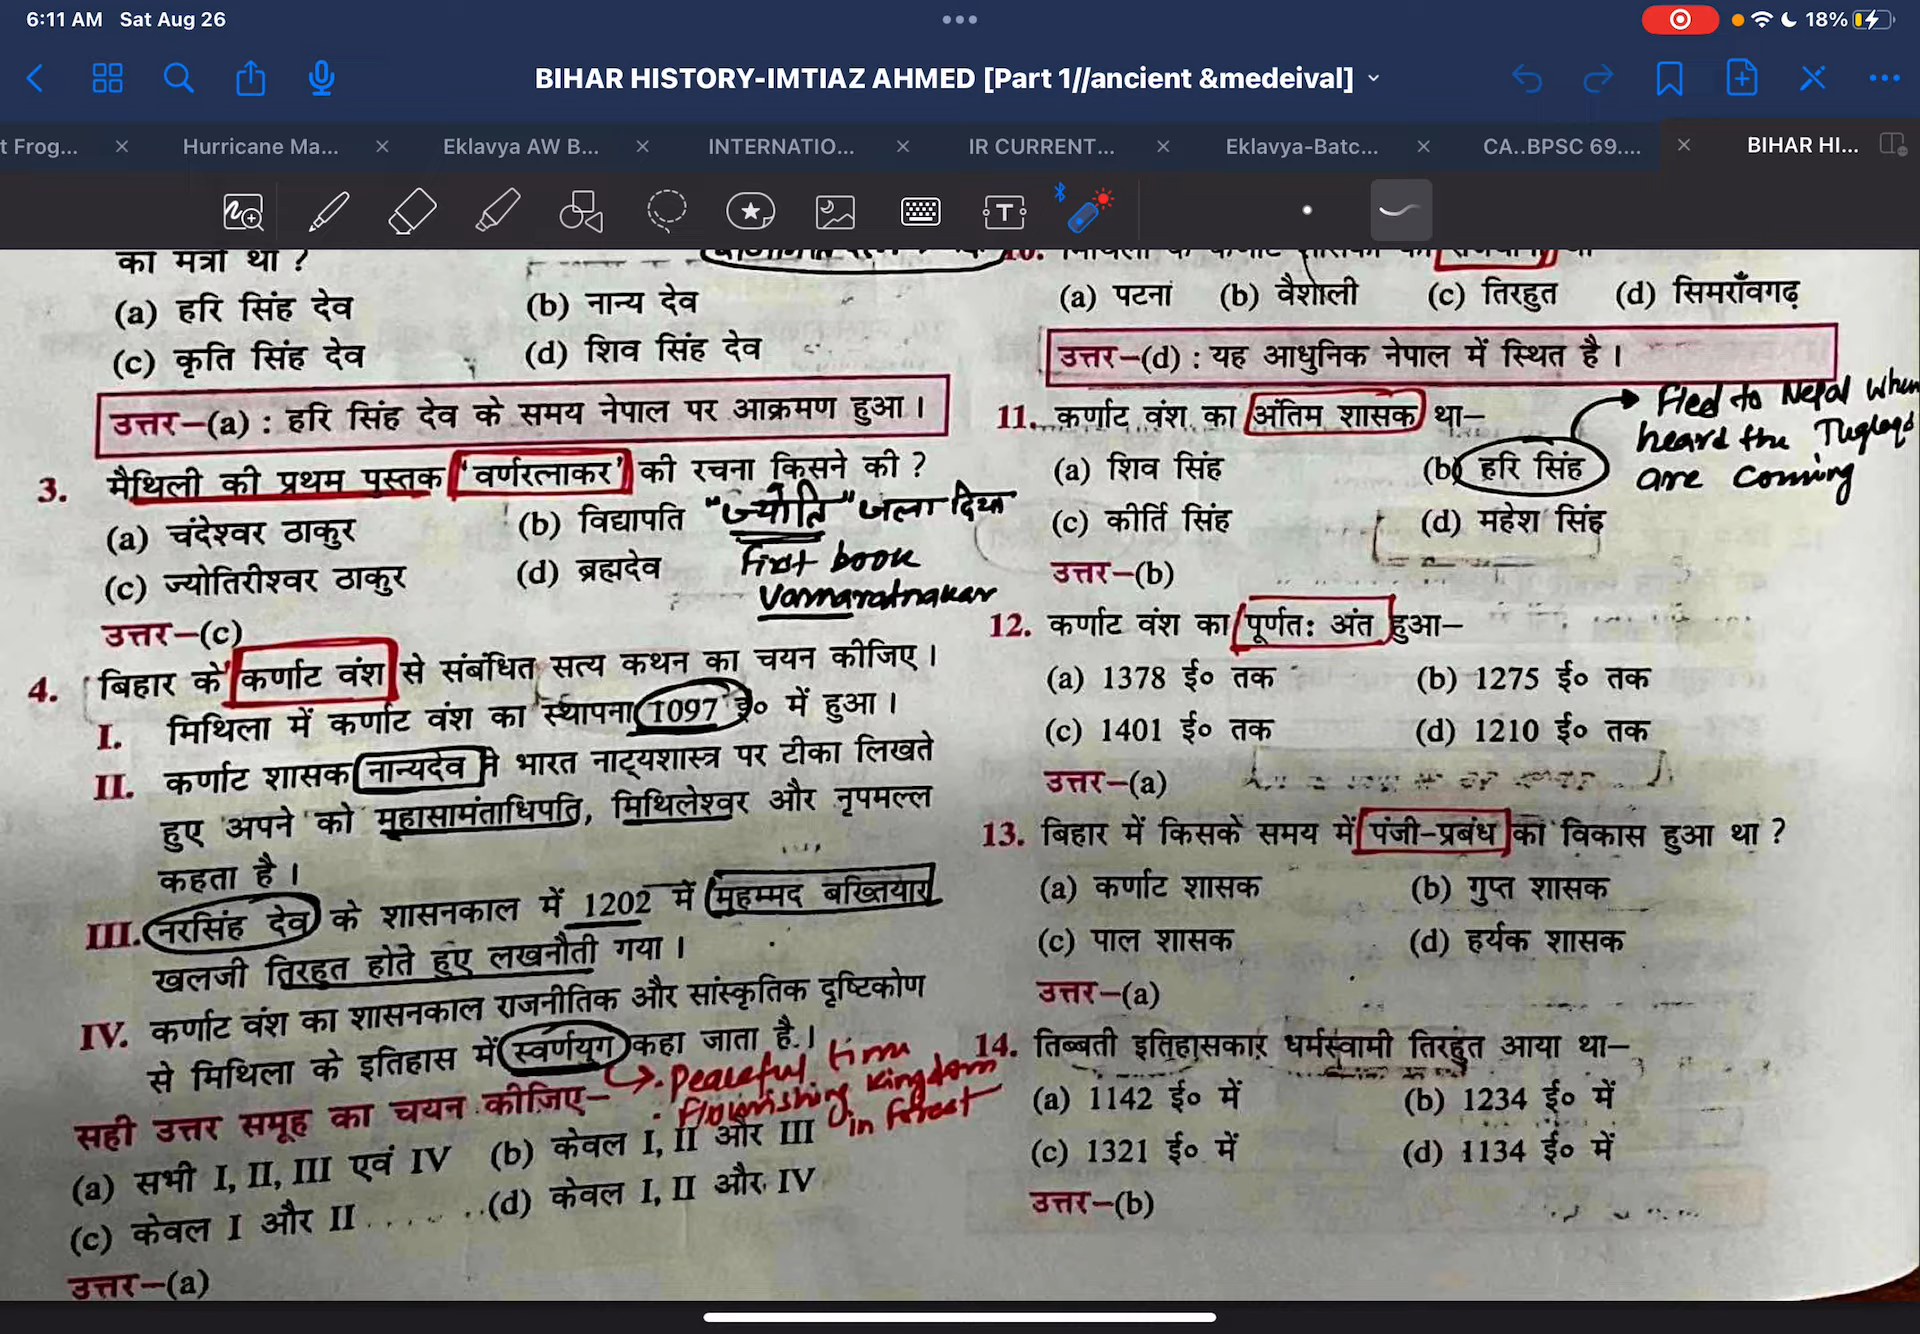 6:11 AM Sat Aug 26
18%
BIHAR HISTORY-IMTIAZ AHMED [Part 1//ancient &medeival]
t Frog...
Hurricane Ma...
Eklavya AW B...
INTERNATIO...
IR CURRENT...
Eklavya-Batc...
CA..BPSC 69....
BIHAR HI...
का मंत्री था ?
(a) हरि सिंह देव (b) नान्य देव
(c) कृति सिंह देव (d) शिव सिंह देव
उत्तर–(a) : हरि सिंह देव के समय नेपाल पर आक्रमण हुआ।
3. मैथिली की प्रथम पुस्तक 'वर्णरत्नाकर' की रचना किसने की ?
(a) चंदेश्वर ठाकुर (b) विद्यापति
"ज्योति" जला दिया
(c) ज्योतिरीश्वर ठाकुर (d) ब्रह्मदेव
First book
Varnaratnakar
उत्तर–(c)
4. बिहार के कर्णाट वंश से संबंधित सत्य कथन का चयन कीजिए।
I. मिथिला में कर्णाट वंश का स्थापना 1097 ई० में हुआ।
II. कर्णाट शासक नान्यदेव ने भारत नाट्यशास्त्र पर टीका लिखते
हुए अपने को महासामंताधिपति, मिथिलेश्वर और नृपमल्ल
कहता है।
III. नरसिंह देव के शासनकाल में 1202 में मुहम्मद बख्तियार
खलजी तिरहुत होते हुए लखनौती गया।
IV. कर्णाट वंश का शासनकाल राजनीतिक और सांस्कृतिक दृष्टिकोण
से मिथिला के इतिहास में स्वर्णयुग कहा जाता है।
Peaceful time
flourishing kingdom
in forest
सही उत्तर समूह का चयन कीजिए–
(a) सभी I, II, III एवं IV (b) केवल I, II और III
(c) केवल I और II (d) केवल I, II और IV
उत्तर–(a)
10. मिथिला के कर्णाट शासकों की राजधानी थी
(a) पटना (b) वैशाली (c) तिरहुत (d) सिमराँवगढ़
उत्तर–(d) : यह आधुनिक नेपाल में स्थित है।
11. कर्णाट वंश का अंतिम शासक था–
Fled to Nepal when
heard the Tuglaqs
are coming
(a) शिव सिंह (b) हरि सिंह
(c) कीर्ति सिंह (d) महेश सिंह
उत्तर–(b)
12. कर्णाट वंश का पूर्णतः अंत हुआ–
(a) 1378 ई० तक (b) 1275 ई० तक
(c) 1401 ई० तक (d) 1210 ई० तक
उत्तर–(a)
13. बिहार में किसके समय में पंजी-प्रबंध का विकास हुआ था ?
(a) कर्णाट शासक (b) गुप्त शासक
(c) पाल शासक (d) हर्यक शासक
उत्तर–(a)
14. तिब्बती इतिहासकार धर्मस्वामी तिरहुत आया था–
(a) 1142 ई० में (b) 1234 ई० में
(c) 1321 ई० में (d) 1134 ई० में
उत्तर–(b)